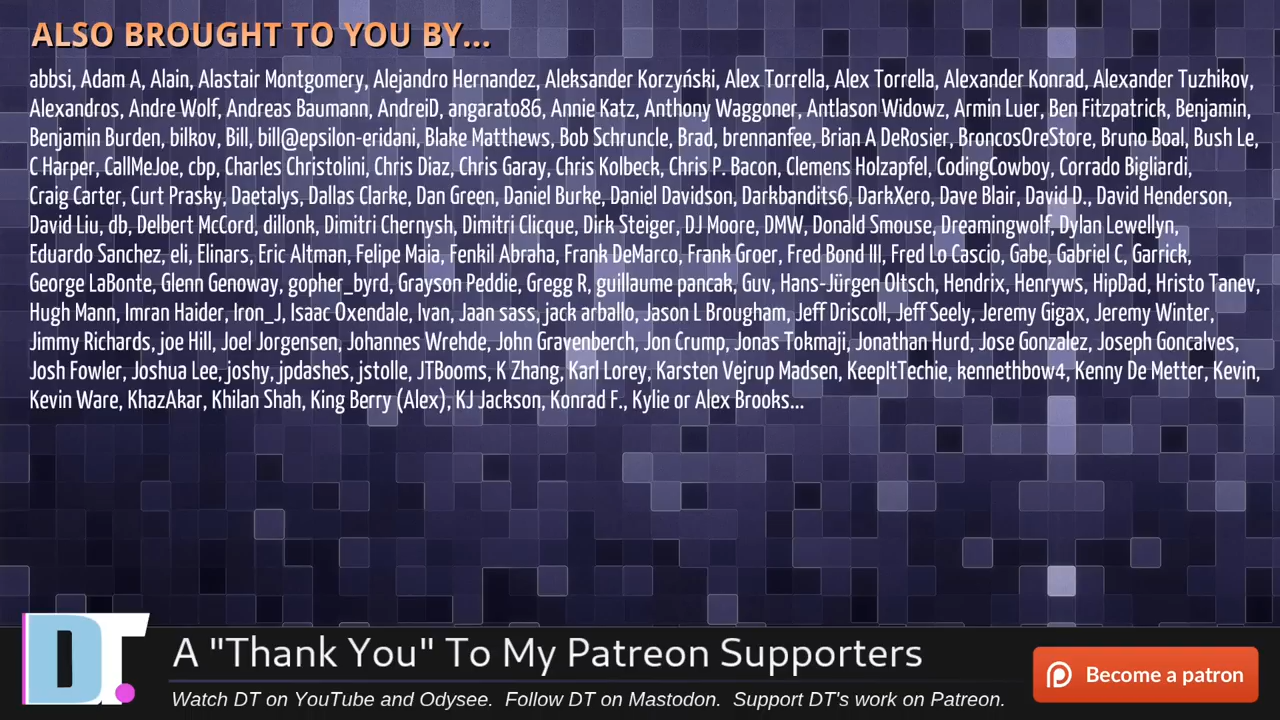 ALSO BROUGHT TO YOU BY...
abbsi, Adam A, Alain, Alastair Montgomery, Alejandro Hernandez, Aleksander Korzyński, Alex Torrella, Alex Torrella, Alexander Konrad, Alexander Tuzhikov,
Alexandros, Andre Wolf, Andreas Baumann, AndreiD, angarato86, Annie Katz, Anthony Waggoner, Antlason Widowz, Armin Luer, Ben Fitzpatrick, Benjamin,
Benjamin Burden, bilkov, Bill, bill@epsilon-eridani, Blake Matthews, Bob Schruncle, Brad, brennanfee, Brian A DeRosier, BroncosOreStore, Bruno Boal, Bush Le,
C Harper, CallMeJoe, cbp, Charles Christolini, Chris Diaz, Chris Garay, Chris Kolbeck, Chris P. Bacon, Clemens Holzapfel, CodingCowboy, Corrado Bigliardi,
Craig Carter, Curt Prasky, Daetalys, Dallas Clarke, Dan Green, Daniel Burke, Daniel Davidson, Darkbandits6, DarkXero, Dave Blair, David D., David Henderson,
David Liu, db, Delbert McCord, dillonk, Dimitri Chernysh, Dimitri Clicque, Dirk Steiger, DJ Moore, DMW, Donald Smouse, Dreamingwolf, Dylan Lewellyn,
Eduardo Sanchez, eli, Elinars, Eric Altman, Felipe Maia, Fenkil Abraha, Frank DeMarco, Frank Groer, Fred Bond III, Fred Lo Cascio, Gabe, Gabriel C, Garrick,
George LaBonte, Glenn Genoway, gopher_byrd, Grayson Peddie, Gregg R, guillaume pancak, Guv, Hans-Jürgen Oltsch, Hendrix, Henryws, HipDad, Hristo Tanev,
Hugh Mann, Imran Haider, Iron_J, Isaac Oxendale, Ivan, Jaan sass, jack arballo, Jason L Brougham, Jeff Driscoll, Jeff Seely, Jeremy Gigax, Jeremy Winter,
Jimmy Richards, joe Hill, Joel Jorgensen, Johannes Wrehde, John Gravenberch, Jon Crump, Jonas Tokmaji, Jonathan Hurd, Jose Gonzalez, Joseph Goncalves,
Josh Fowler, Joshua Lee, joshy, jpdashes, jstolle, JTBooms, K Zhang, Karl Lorey, Karsten Vejrup Madsen, KeepItTechie, kennethbow4, Kenny De Metter, Kevin,
Kevin Ware, KhazAkar, Khilan Shah, King Berry (Alex), KJ Jackson, Konrad F., Kylie or Alex Brooks...
DT
A "Thank You" To My Patreon Supporters
Watch DT on YouTube and Odysee. Follow DT on Mastodon. Support DT's work on Patreon.
Become a patron